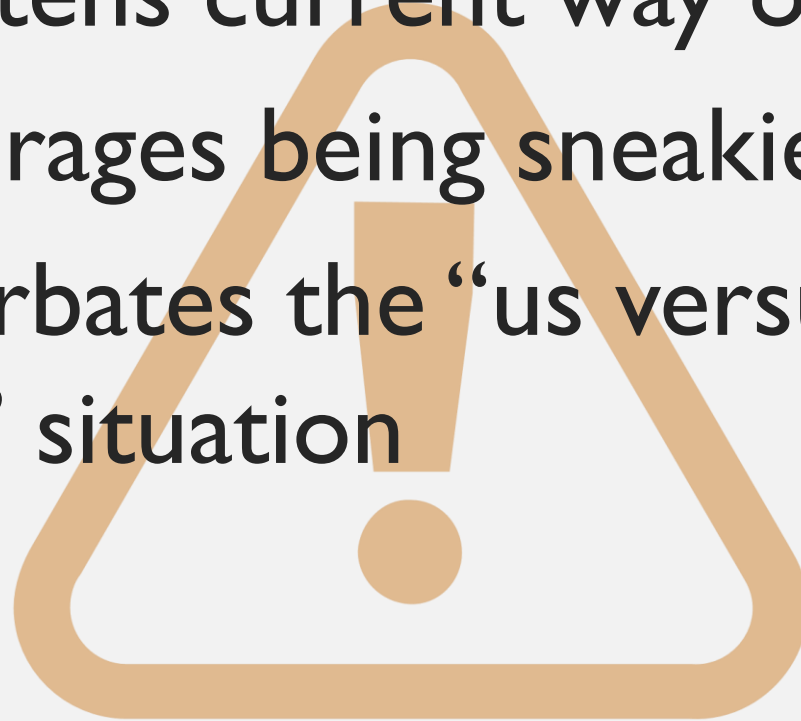 tens current way o
rages being sneakie
rbates the “us versu
” situation